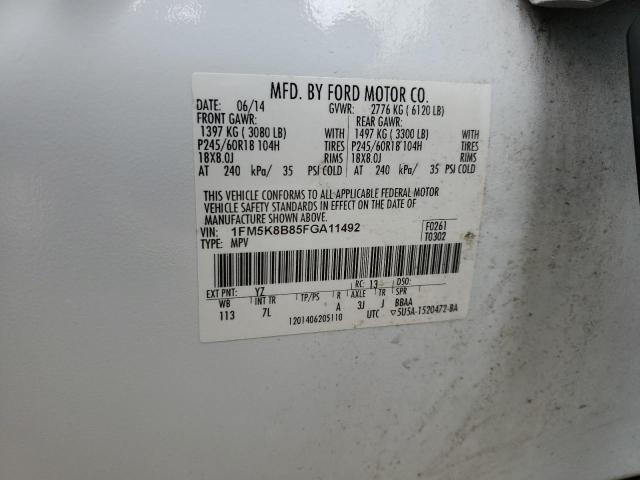 MFD. BY FORD MOTOR CO.
DATE: 06/14 GVWR: 2776 KG ( 6120 LB)
FRONT GAWR: REAR GAWR:
1397 KG ( 3080 LB) WITH 1497 KG ( 3300 LB) WITH
P245/60R18 104H TIRES P245/60R18 104H TIRES
18X8.0J RIMS 18X8.0J RIMS
AT 240 kPa/ 35 PSI COLD AT 240 kPa/ 35 PSI COLD
THIS VEHICLE CONFORMS TO ALL APPLICABLE FEDERAL MOTOR
VEHICLE SAFETY STANDARDS IN EFFECT ON THE DATE OF
MANUFACTURE SHOWN ABOVE.
VIN: 1FM5K8B85FGA11492 F0261
TYPE: MPV T0302
EXT PNT: YZ RC: 13 DSO:
WB INT TR TP/PS R AXLE TR SPR
113 7L A 3J J BBAA
1201406205110 UTC ▽5U5A-1520472-BA